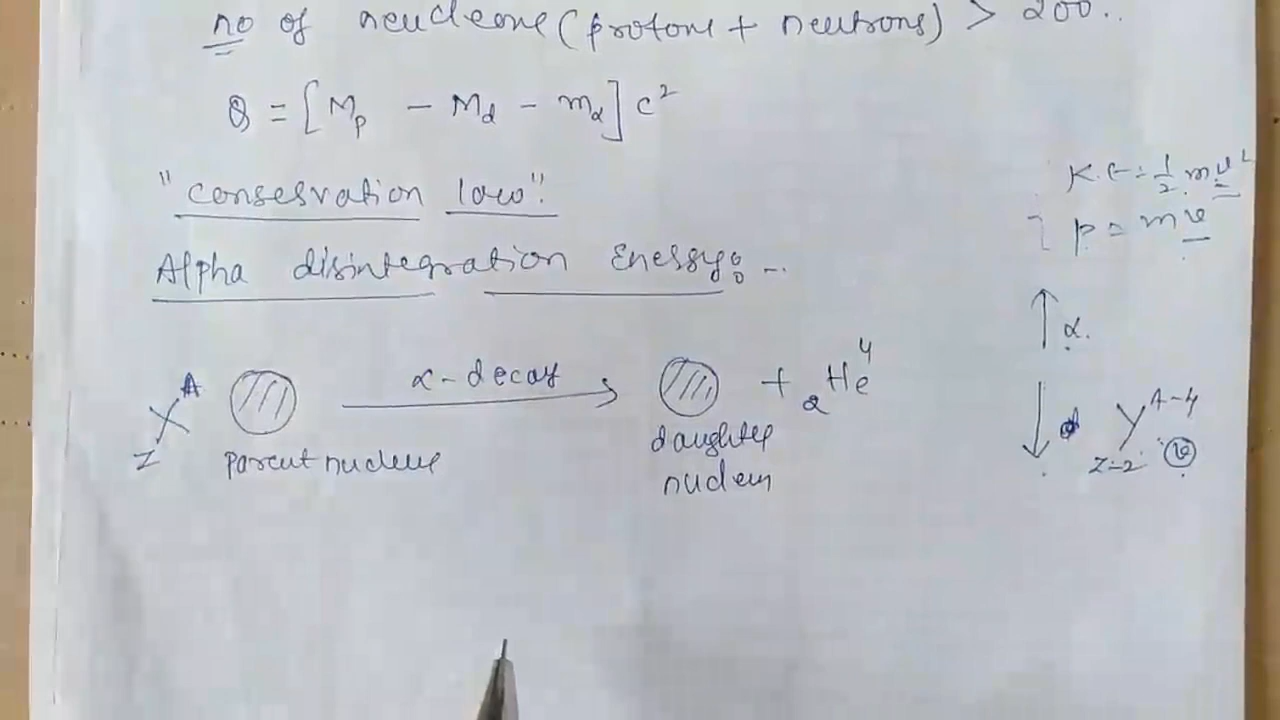 no of neucleons (protons + neutrons) > 200..
Q = [Mp - Md - mα] c²
"conservation law".
Alpha disintegration Energy:-
K.E = 1/2 mv²
p = mv
α.
d Y A-4 Z-2
X A Z α-decay + 2He4
parent nucleus
daughter
nucleus